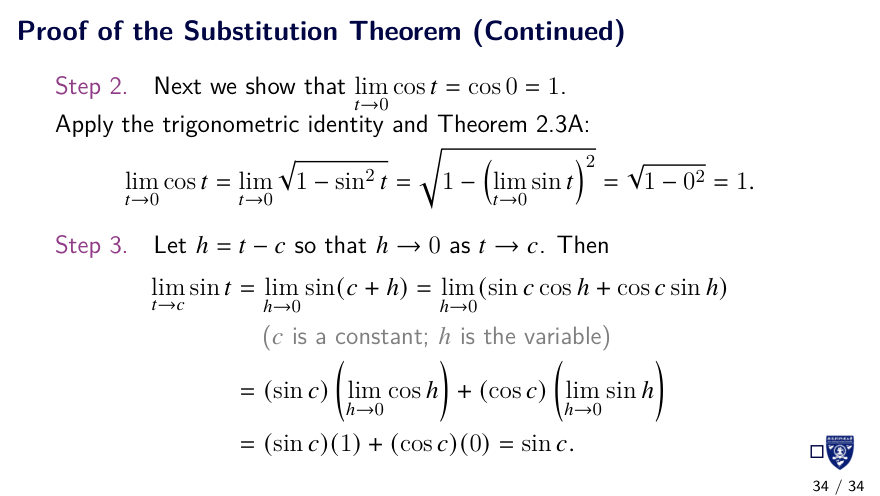 Proof of the Substitution Theorem (Continued)
Step 2. Next we show that lim_{t→0} cos t = cos 0 = 1.
Apply the trigonometric identity and Theorem 2.3A:
lim_{t→0} cos t = lim_{t→0} √(1 − sin² t) = √(1 − (lim_{t→0} sin t)²) = √(1 − 0²) = 1.
Step 3. Let h = t − c so that h → 0 as t → c. Then
lim_{t→c} sin t = lim_{h→0} sin(c + h) = lim_{h→0} (sin c cos h + cos c sin h)
(c is a constant; h is the variable)
= (sin c) (lim_{h→0} cos h) + (cos c) (lim_{h→0} sin h)
= (sin c)(1) + (cos c)(0) = sin c.
34 / 34